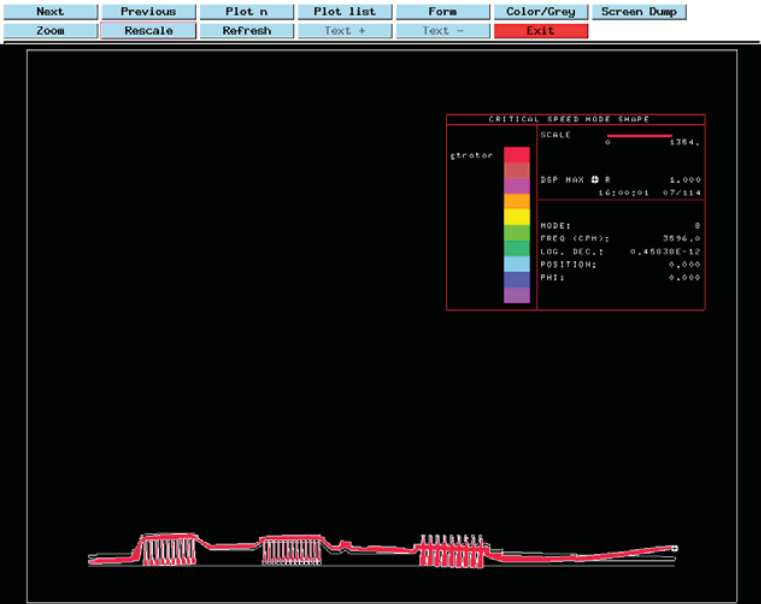 Next Previous Plot n Plot list Form Color/Grey Screen Dump
Zoom Rescale Refresh Text + Text - Exit
CRITICAL SPEED MODE SHAPE
SCALE
0 1384.
gtrotor
DSP MAX R 1.000
16:00:01 07/114
MODE: 8
FREQ (CPM): 3596.0
LOG. DEC.: 0.45838E-12
POSITION: 0.000
PHI: 0.000